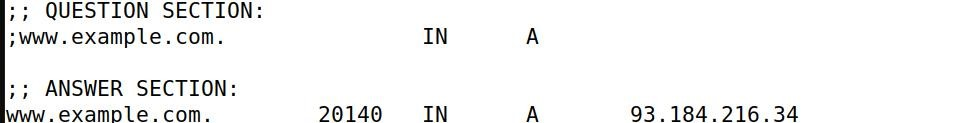 ;; QUESTION SECTION:
;www.example.com. IN A
;; ANSWER SECTION:
www.example.com. 20140 IN A 93.184.216.34